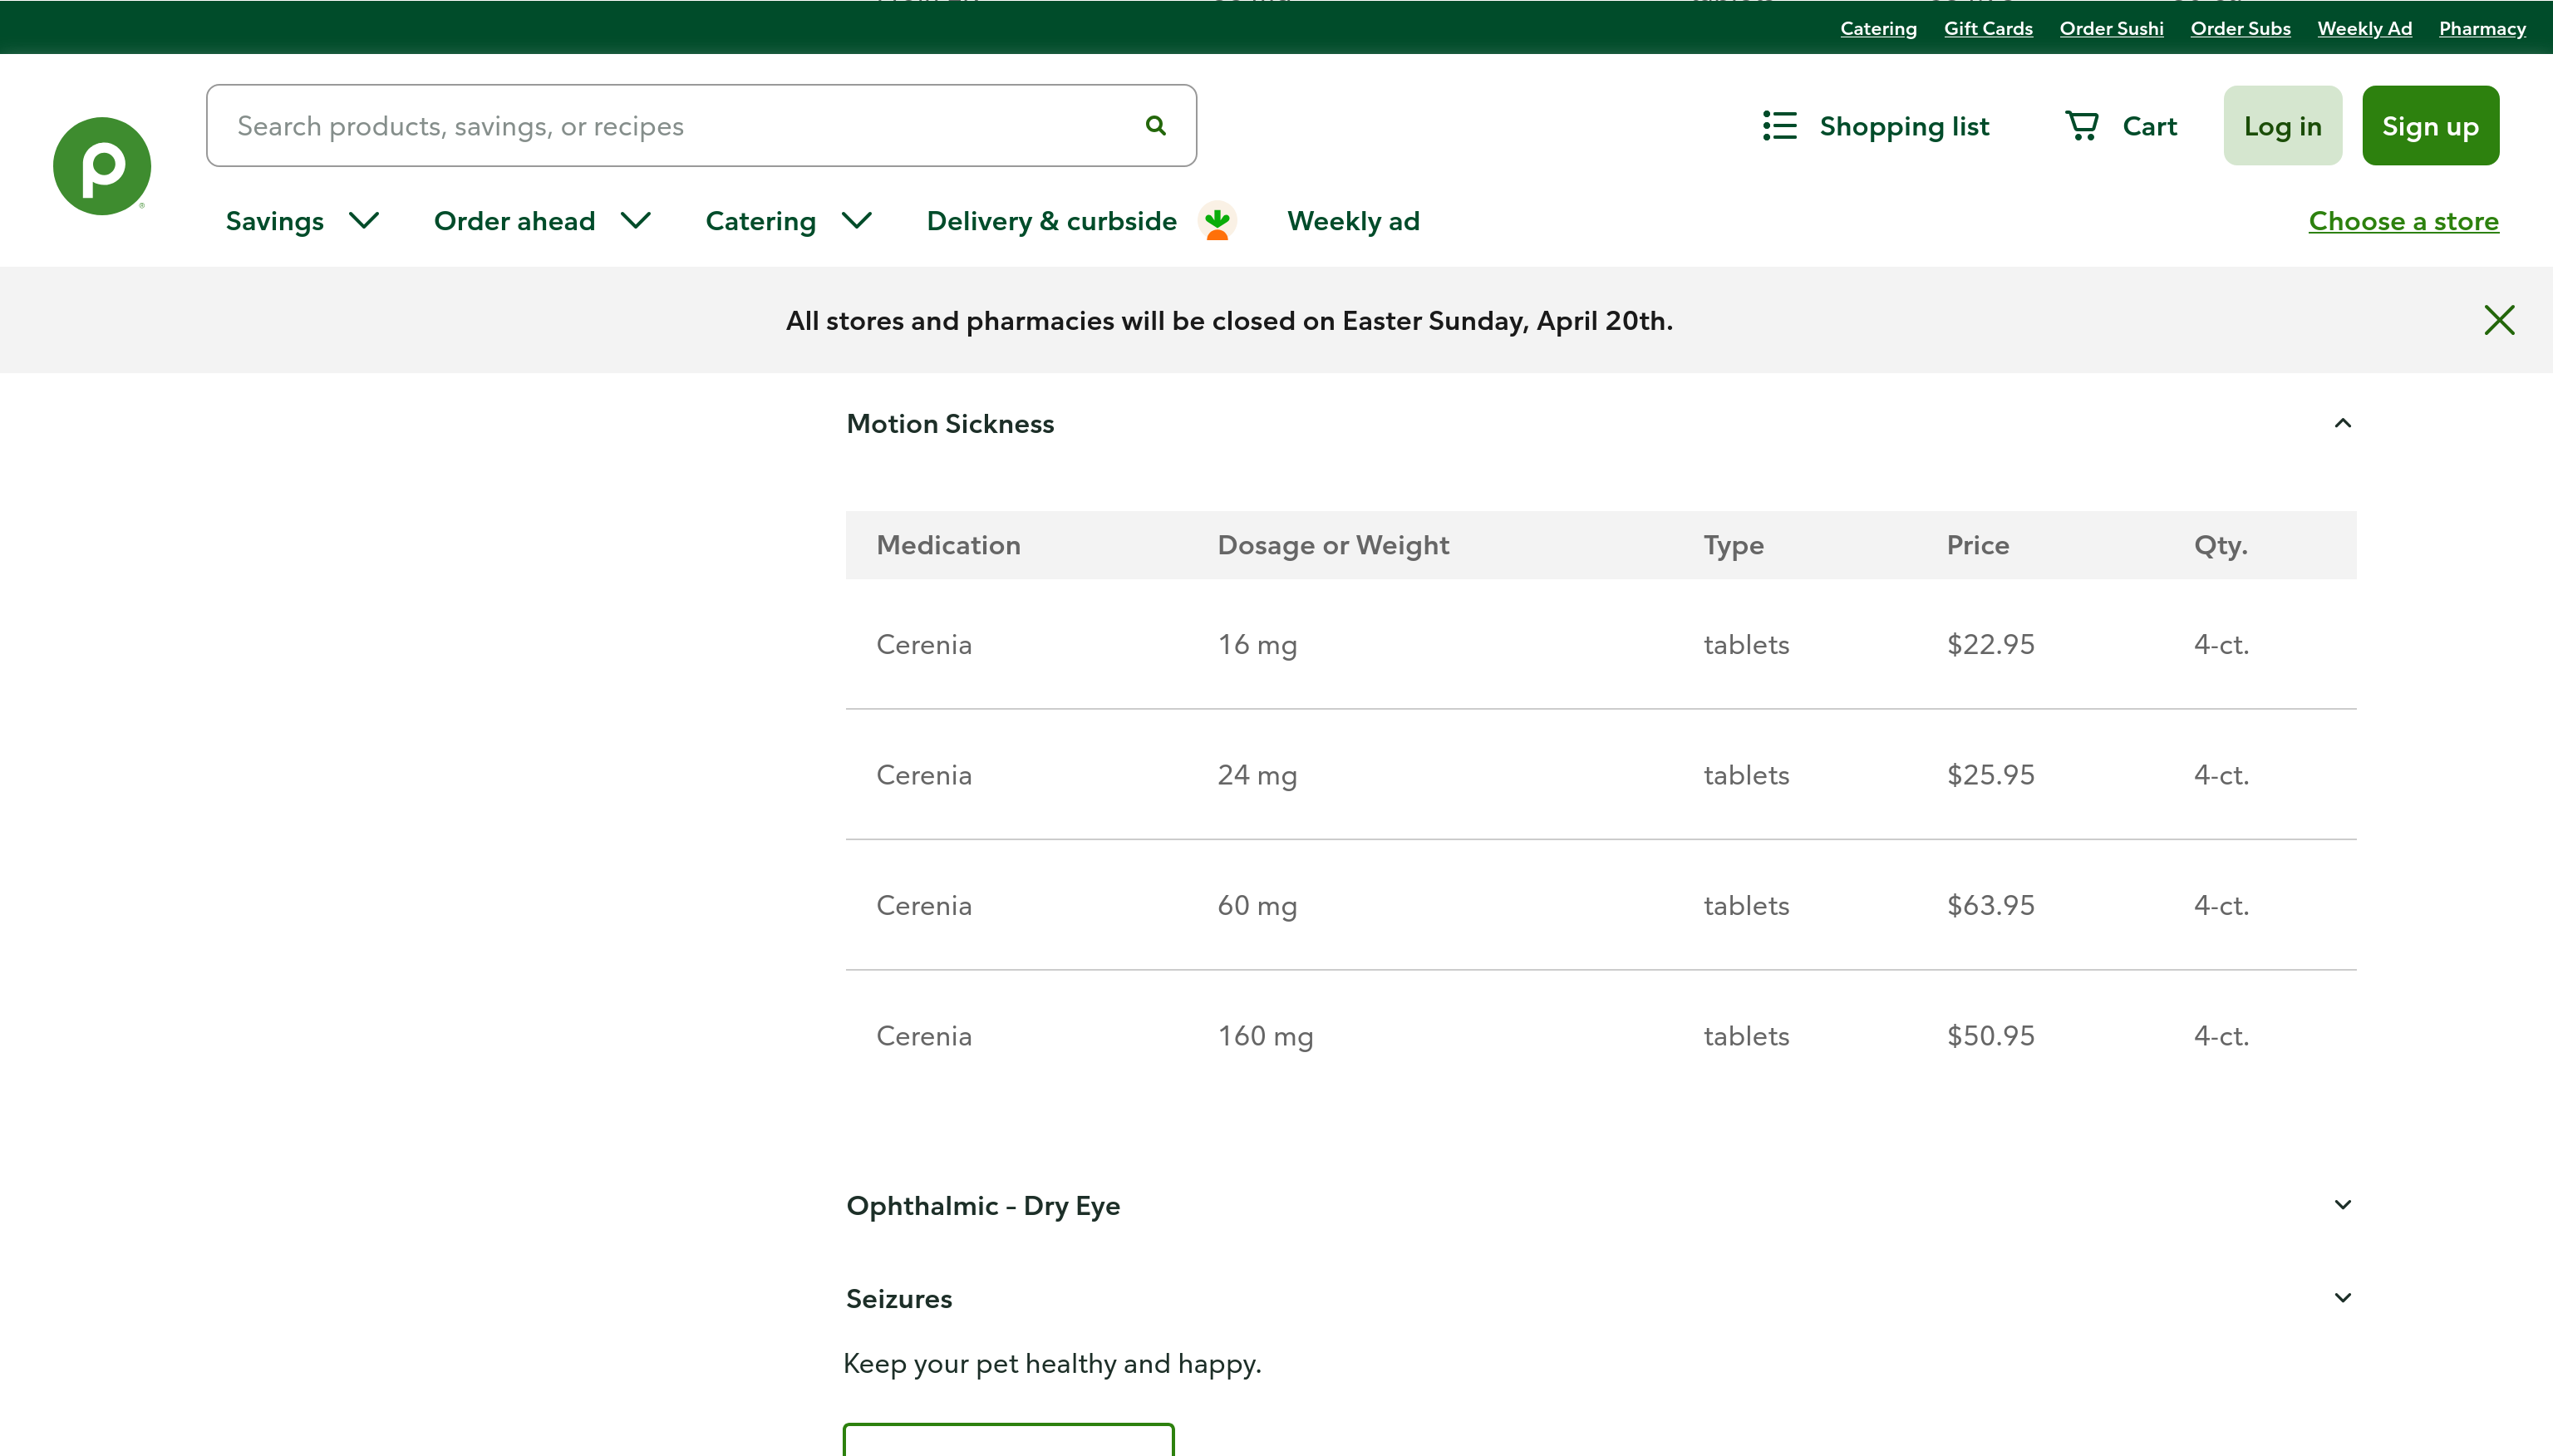 Catering Gift Cards Order Sushi Order Subs Weekly Ad Pharmacy
Search products, savings, or recipes
Shopping list Cart Log in Sign up
p
Savings Order ahead Catering Delivery & curbside Weekly ad Choose a store
All stores and pharmacies will be closed on Easter Sunday, April 20th.
Motion Sickness
Medication Dosage or Weight Type Price Qty.
Cerenia 16 mg tablets $22.95 4-ct.
Cerenia 24 mg tablets $25.95 4-ct.
Cerenia 60 mg tablets $63.95 4-ct.
Cerenia 160 mg tablets $50.95 4-ct.
Ophthalmic - Dry Eye
Seizures
Keep your pet healthy and happy.